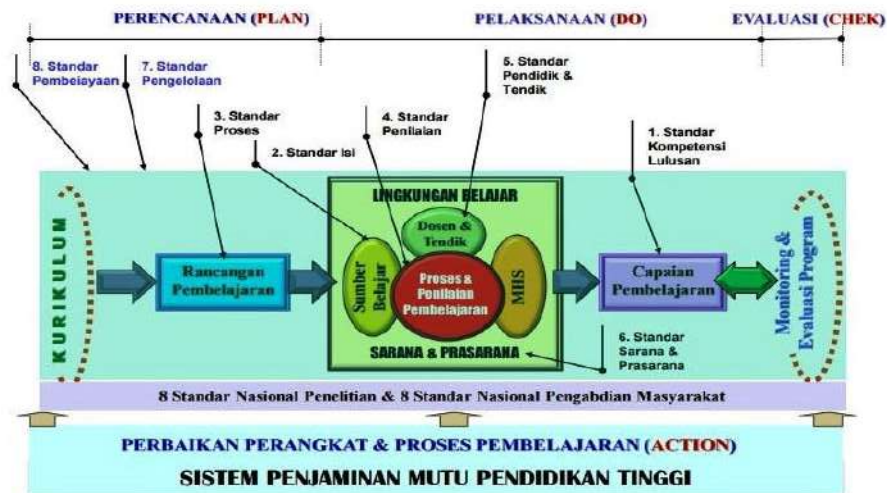 PERENCANAAN (PLAN)
PELAKSANAAN (DO)
EVALUASI (CHEK)
8. Standar
Pembeiayaan
7. Standar
Pengelolaan
3. Standar
Proses
2. Standar Isi
4. Standar
Penilaian
5. Standar
Pendidik &
Tendik
1. Standar
Kompetensi
Lulusan
KURIKULUM
Rancangan
Pembelajaran
LINGKUNGAN BELAJAR
Dosen &
Tendik
Sumber
Belajar
Proses &
Penilaian
Pembelajaran
MHS
SARANA & PRASARANA
Capaian
Pembelajaran
6. Standar
Sarana &
Prasarana
Monitoring &
Evaluasi Program
8 Standar Nasional Penelitian & 8 Standar Nasional Pengabdian Masyarakat
PERBAIKAN PERANGKAT & PROSES PEMBELAJARAN (ACTION)
SISTEM PENJAMINAN MUTU PENDIDIKAN TINGGI